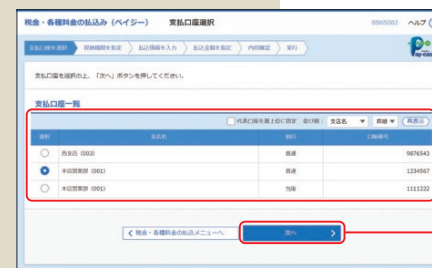 税金・各種料金の払込み（ペイジー） 支払口座選択
BSNS002 ヘルプ
支払口座選択 収納機関を指定 払込情報を入力 払込金額を指定 内容確認 実行
Pay-easy
支払口座を選択の上、「次へ」ボタンを押してください。
支払口座一覧
代表口座を最上位に固定 並び順： 支店名 昇順 再表示
選択 支店名 科目 口座番号
西支店 (003) 普通 9876543
本店営業部 (001) 普通 1234567
本店営業部 (001) 当座 1111222
税金・各種料金の払込メニューへ 次へ